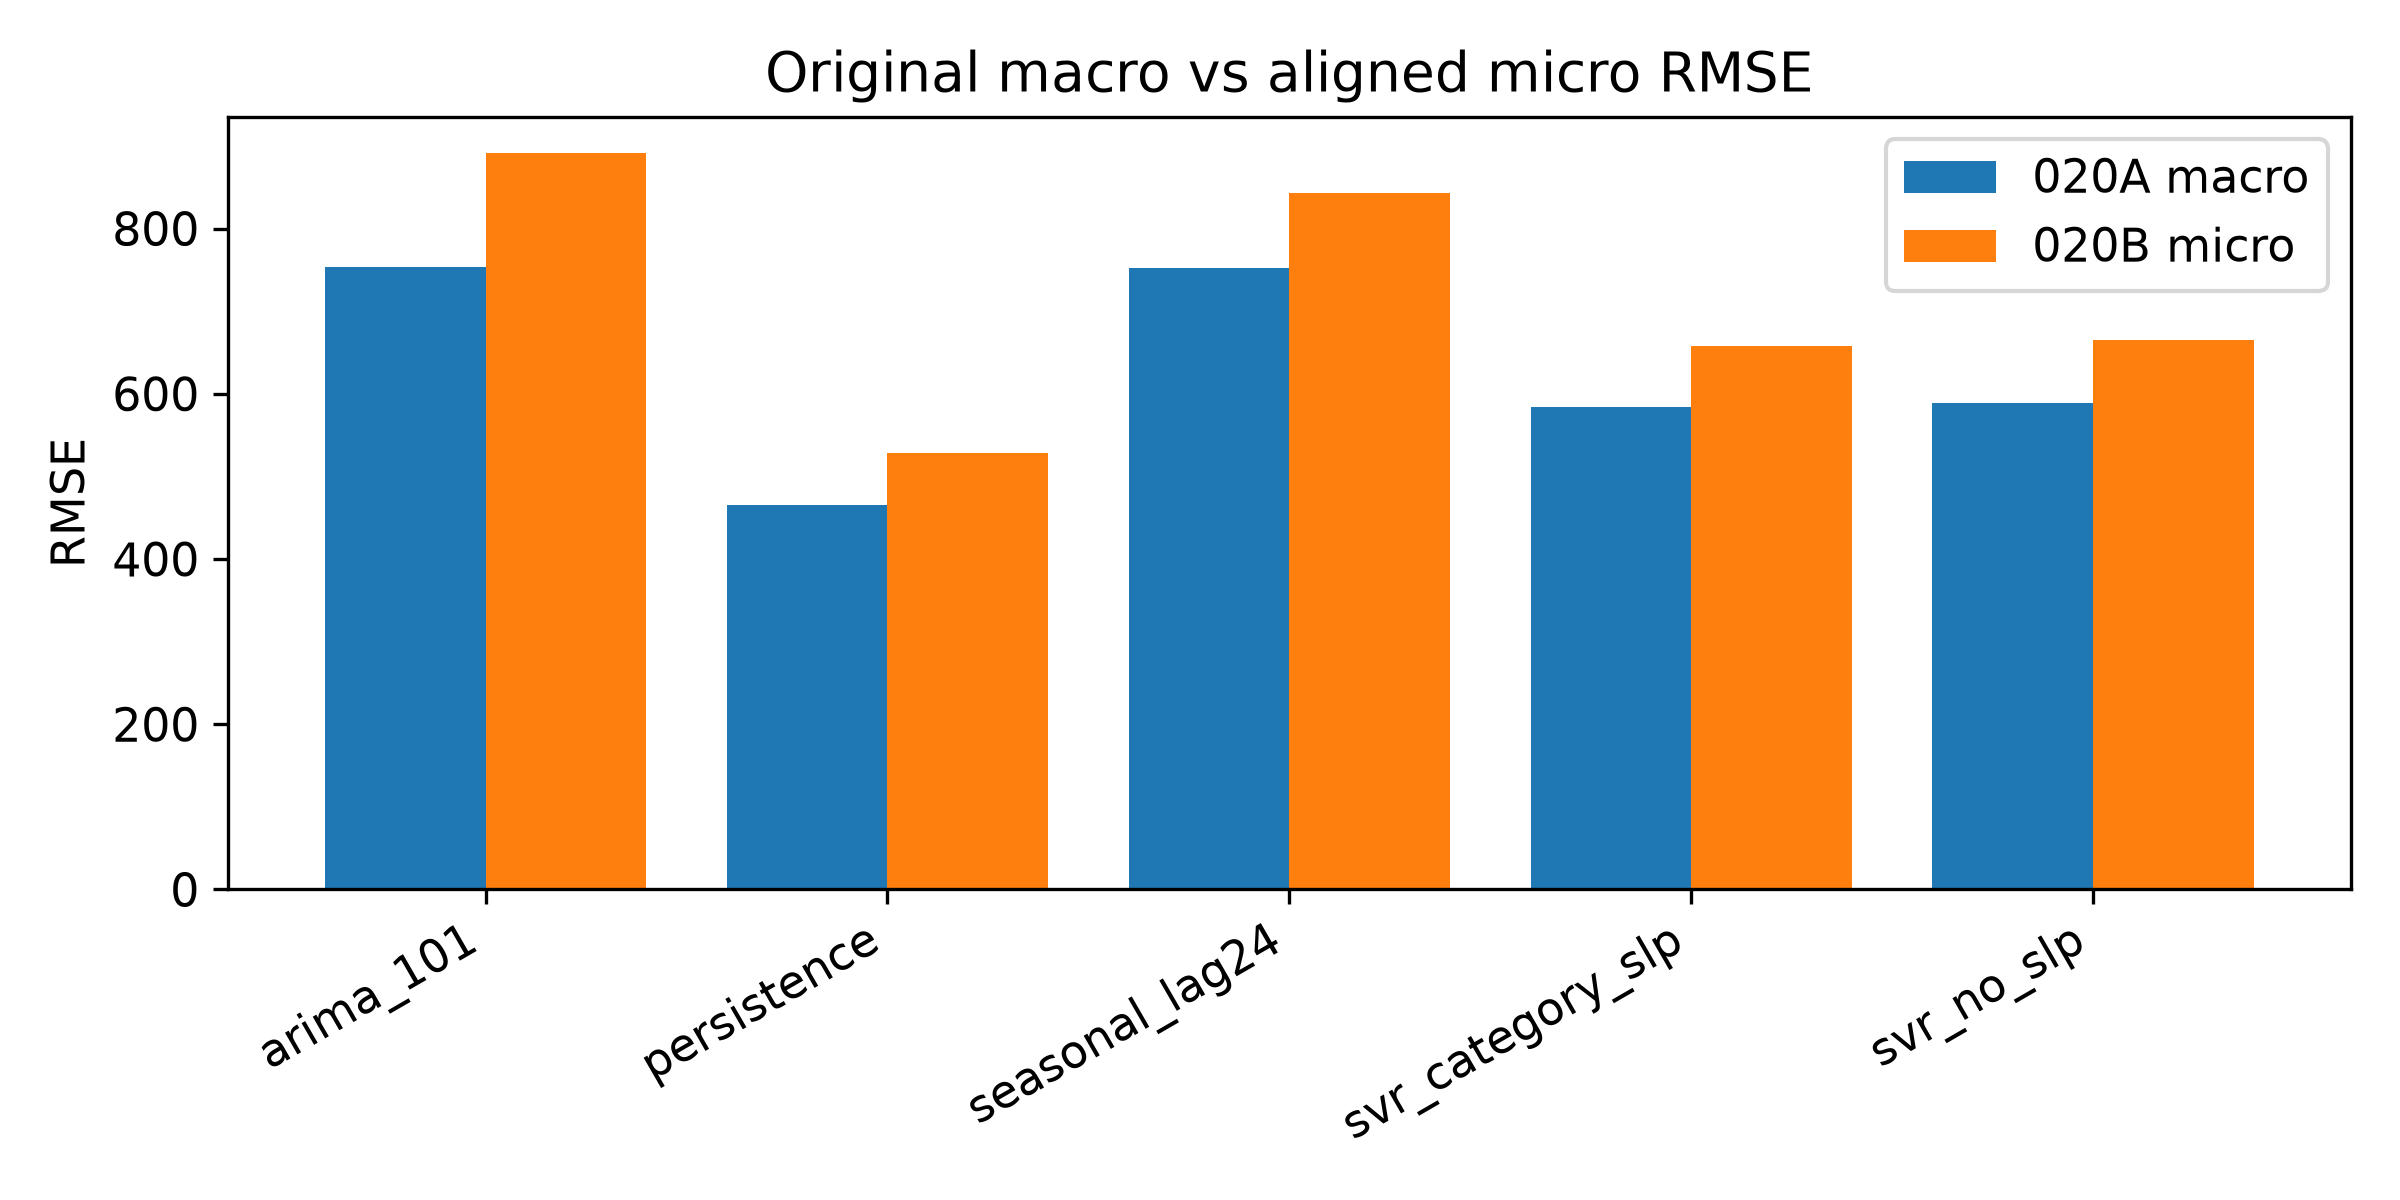 Original macro vs aligned micro RMSE
020A macro
020B micro
RMSE
800
600
400
200
0
arima_101
persistence
seasonal_lag24
svr_category_slp
svr_no_slp